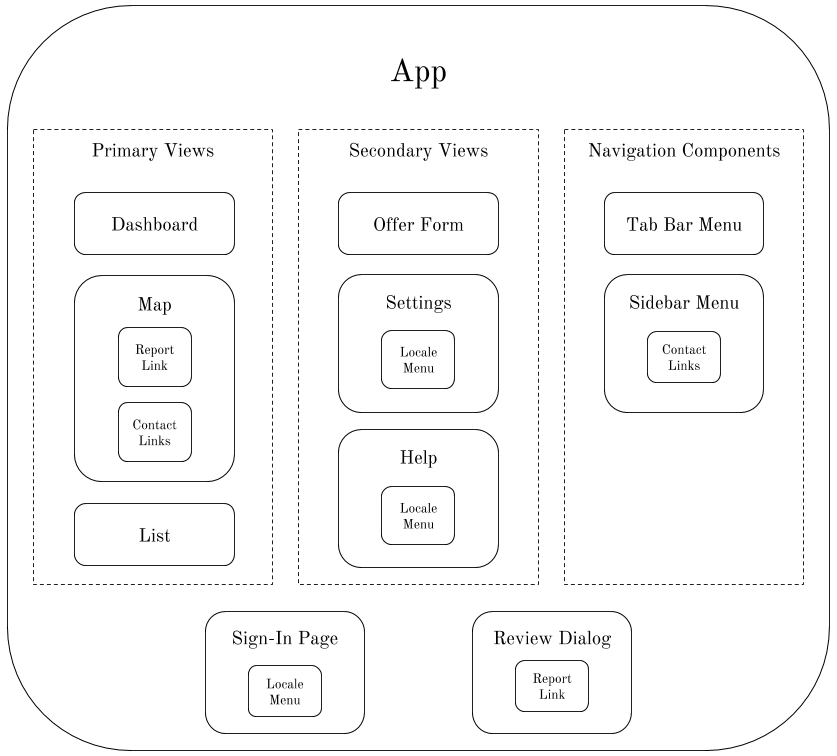 App
Primary Views
Dashboard
Map
Report
Link
Contact
Links
List
Secondary Views
Offer Form
Settings
Locale
Menu
Help
Locale
Menu
Navigation Components
Tab Bar Menu
Sidebar Menu
Contact
Links
Sign-In Page
Locale
Menu
Review Dialog
Report
Link